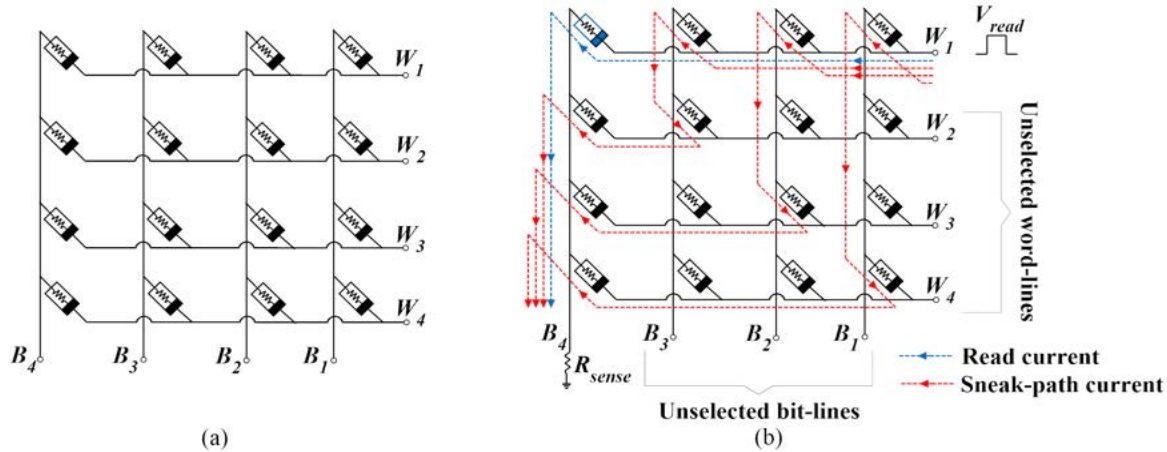 W1
W2
W3
W4
B4 B3 B2 B1
(a)
W1
Vread
W2
W3
W4
Unselected word-lines
B4
B3
B2
B1
Rsense
Unselected bit-lines
Read current
Sneak-path current
(b)